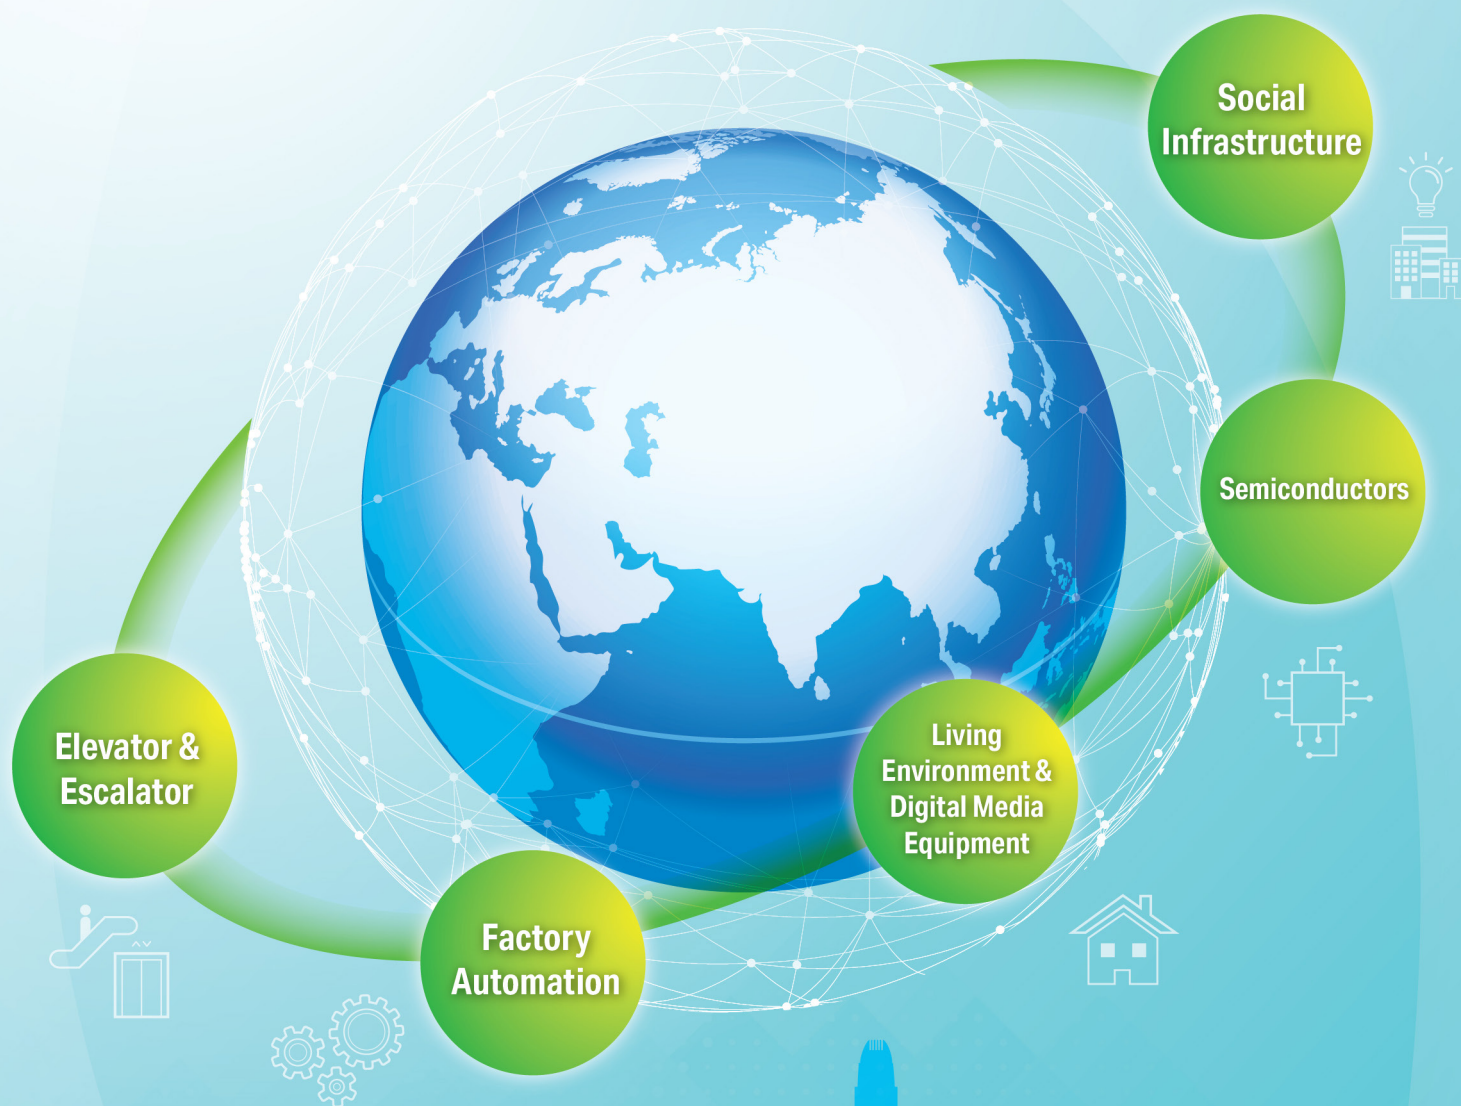 Social
Infrastructure
Semiconductors
Living
Environment &
Digital Media
Equipment
Elevator &
Escalator
Factory
Automation